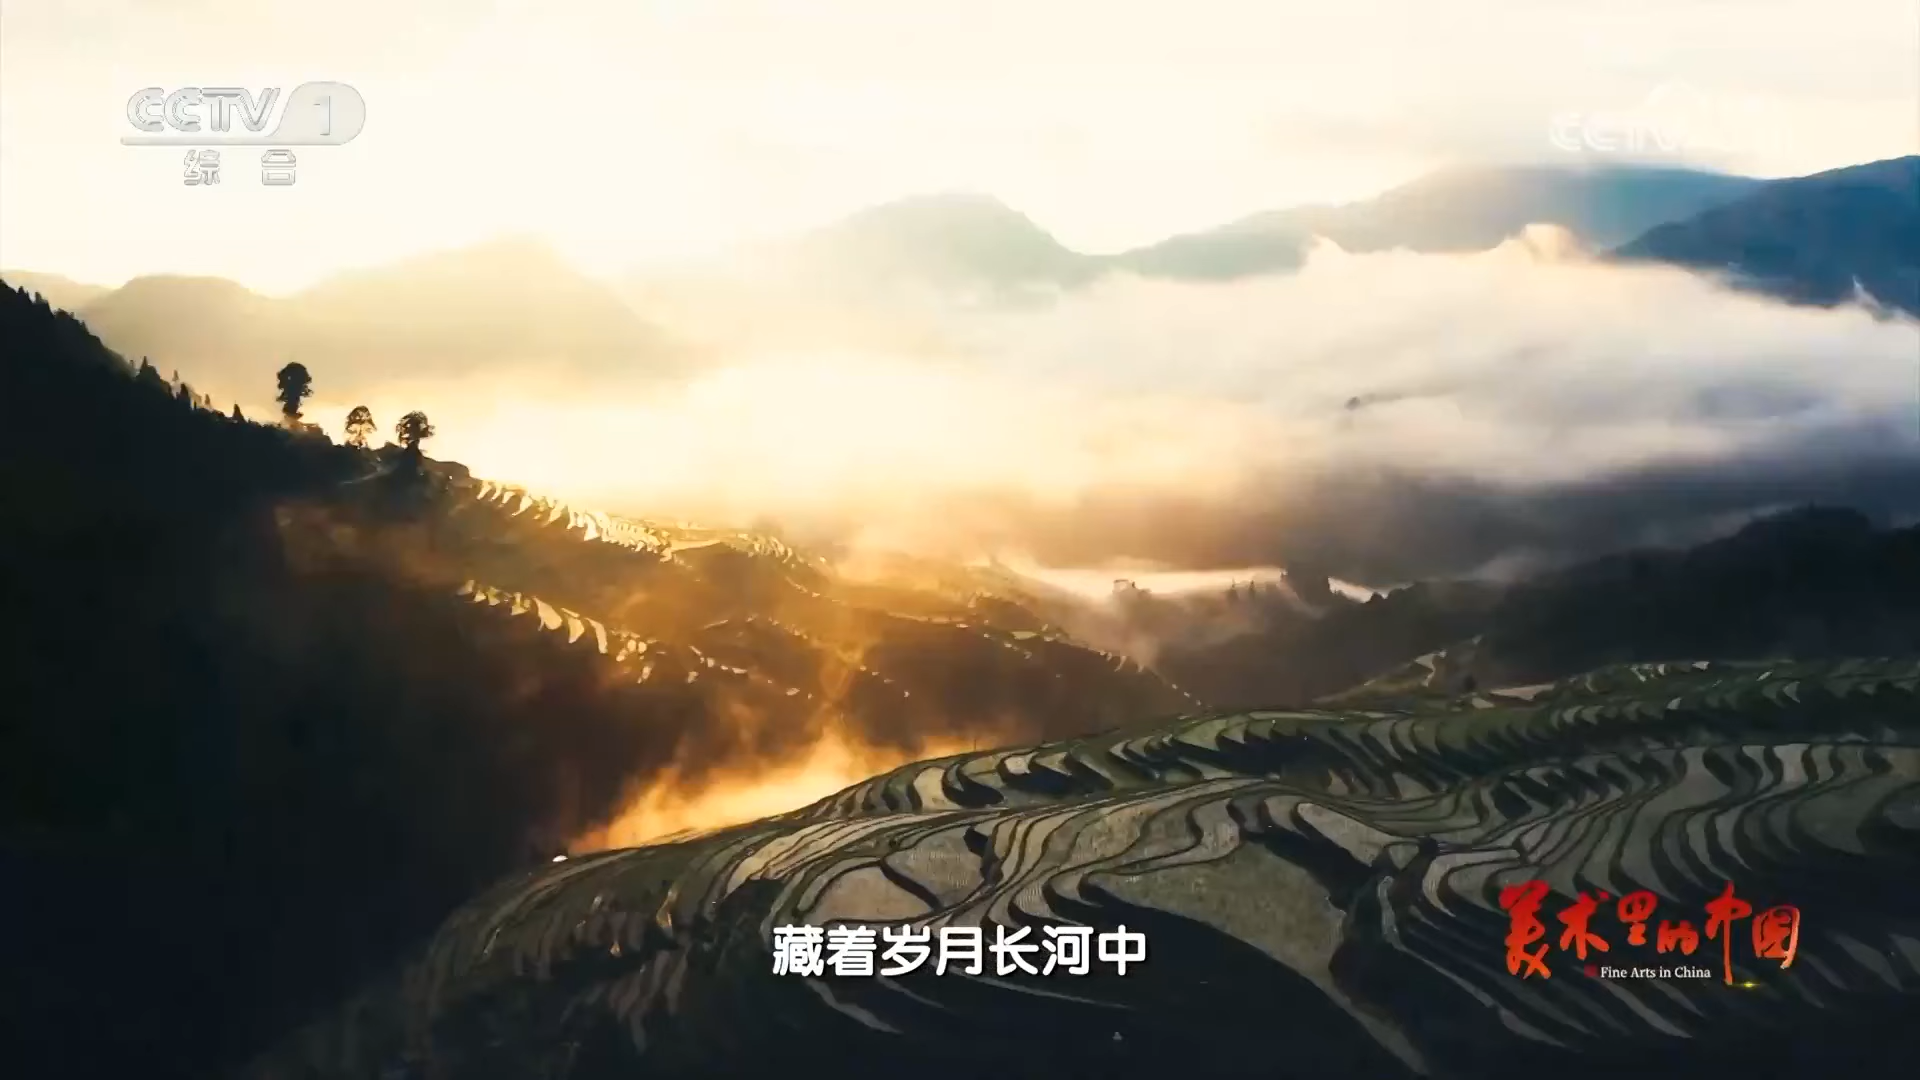 CCTV 1
综合
CCTV
藏着岁月长河中
美术里的中国
Fine Arts in China